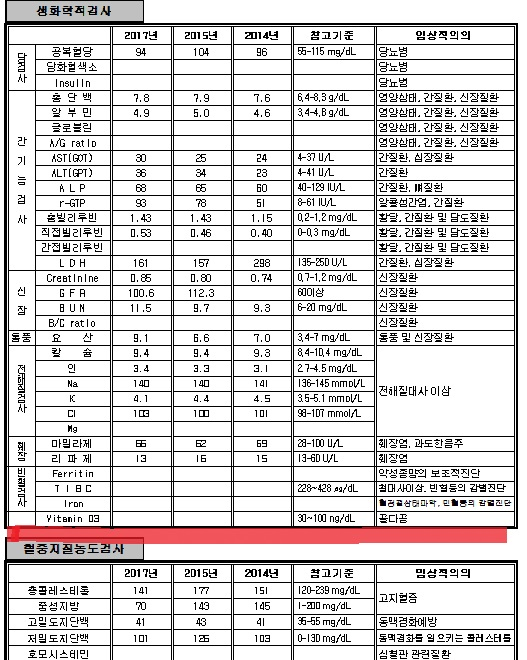 생화학적검사
2017년 2015년 2014년 참고기준 임상적의의
당검사 공복혈당 94 104 96 55-115 mg/dL 당뇨병
당화혈색소 당뇨병
Insulin 당뇨병
간기능검사 총 단 백 7.8 7.9 7.6 6,4-8,3 g/dL 영양상태, 간질환, 신장질환
알 부 민 4.9 5.0 4.6 3,4-4,8 g/dL 영양상태, 간질환, 신장질환
글로불린 영양상태, 간질환, 신장질환
A/G ratio 영양상태, 간질환, 신장질환
AST(GOT) 30 25 24 4-37 U/L 간질환, 심장질환
ALT(GPT) 36 34 23 4-41 U/L 간질환
A L P 68 65 60 40-129 IU/L 간질환, 뼈질환
r-GTP 93 78 51 8-61 IU/L 알콜성간염, 간질환
총빌리루빈 1.43 1.43 1.15 0,2-1,2 mg/dL 황달, 간질환 및 담도질환
직접빌리루빈 0.53 0.46 0.40 0-0,3 mg/dL 황달, 간질환 및 담도질환
간접빌리루빈 황달, 간질환 및 담도질환
L D H 161 157 298 135-250 U/L 간질환, 심장질환
신장 Creatinine 0.85 0.80 0.74 0,7-1,2 mg/dL 신장질환
G F R 100.6 112.3 60이상 신장질환
B U N 11.5 9.7 9.3 6-20 mg/dL 신장질환
B/C ratio 신장질환
통풍 요 산 9.1 6.6 7.0 3,4-7 mg/dL 통풍 및 신장질환
전해질검사 칼 슘 9.4 9.4 9.3 8,4-10,4 mg/dL 전해질대사 이상
인 3.4 3.3 3.1 2.7-4.5 mg/dL
Na 140 140 141 136-145 mmol/L
K 4.1 4.4 4.5 3.5-5.1 mmol/L
Cl 103 100 101 98-107 mmol/L
Mg
췌장 아밀라제 66 62 69 28-100 U/L 췌장염, 과도한음주
리 파 제 13 16 15 13-60 U/L 췌장염
빈혈검사 Ferritin 악성종양의 보조적진단
T I B C 228~428 ㎍/dL 철대사이상, 빈혈등의 감별진단
Iron 빈혈등의 감별진단
Vitamin D3 30~100 ng/dL 골다공
혈중지질농도검사
2017년 2015년 2014년 참고기준 임상적의의
총콜레스테롤 141 177 151 120-239 mg/dL 고지혈증
중성지방 70 143 145 1-200 mg/dL
고밀도지단백 41 43 41 35-55 mg/dL 동맥경화예방
저밀도지단백 101 126 103 0-130 mg/dL 동맥경화를 일으키는 콜레스테롤
호모시스테인 심혈관 관련질환